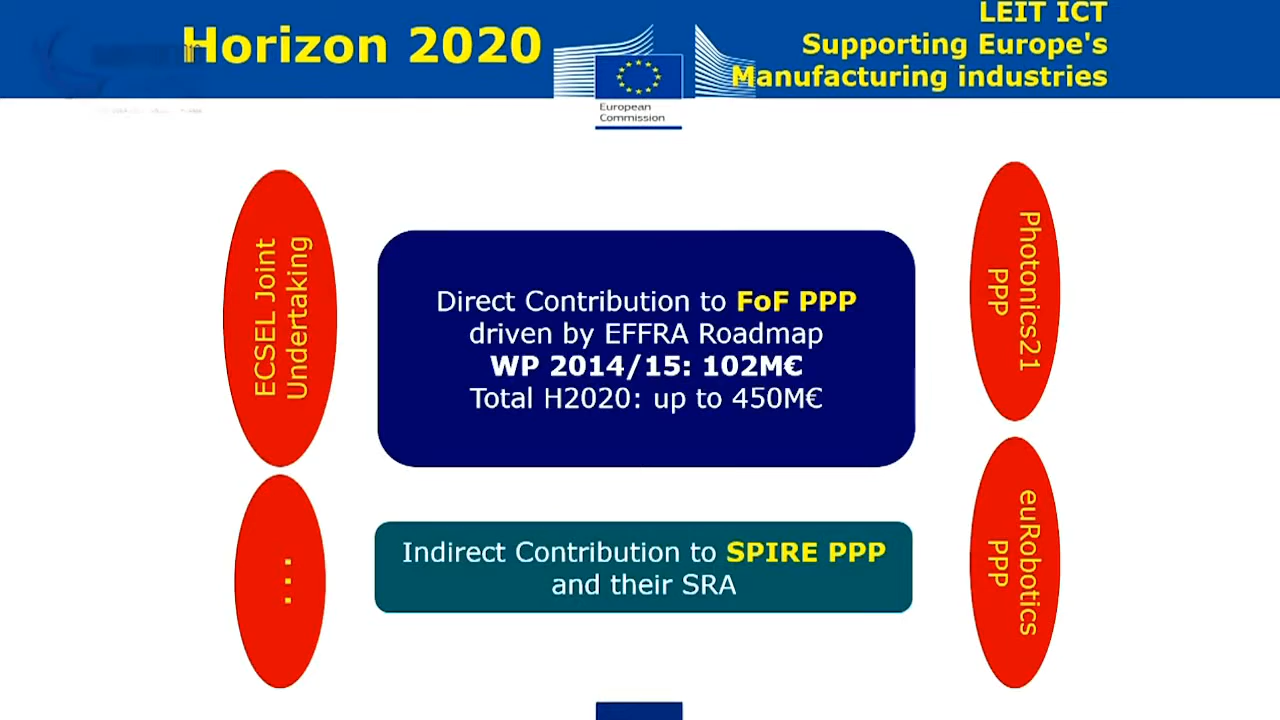 Horizon 2020
LEIT ICT
Supporting Europe's
Manufacturing industries
European
Commission
ECSEL Joint
Undertaking
Direct Contribution to FoF PPP
driven by EFFRA Roadmap
WP 2014/15: 102M€
Total H2020: up to 450M€
Photonics21
PPP
...
Indirect Contribution to SPIRE PPP
and their SRA
euRobotics
PPP